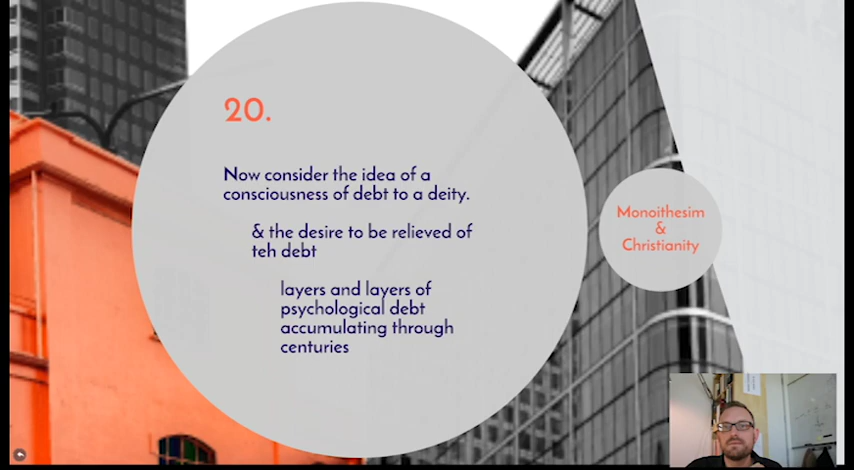 20.
Now consider the idea of a
consciousness of debt to a deity.
& the desire to be relieved of
teh debt
layers and layers of
psychological debt
accumulating through
centuries
Monoithesim
&
Christianity